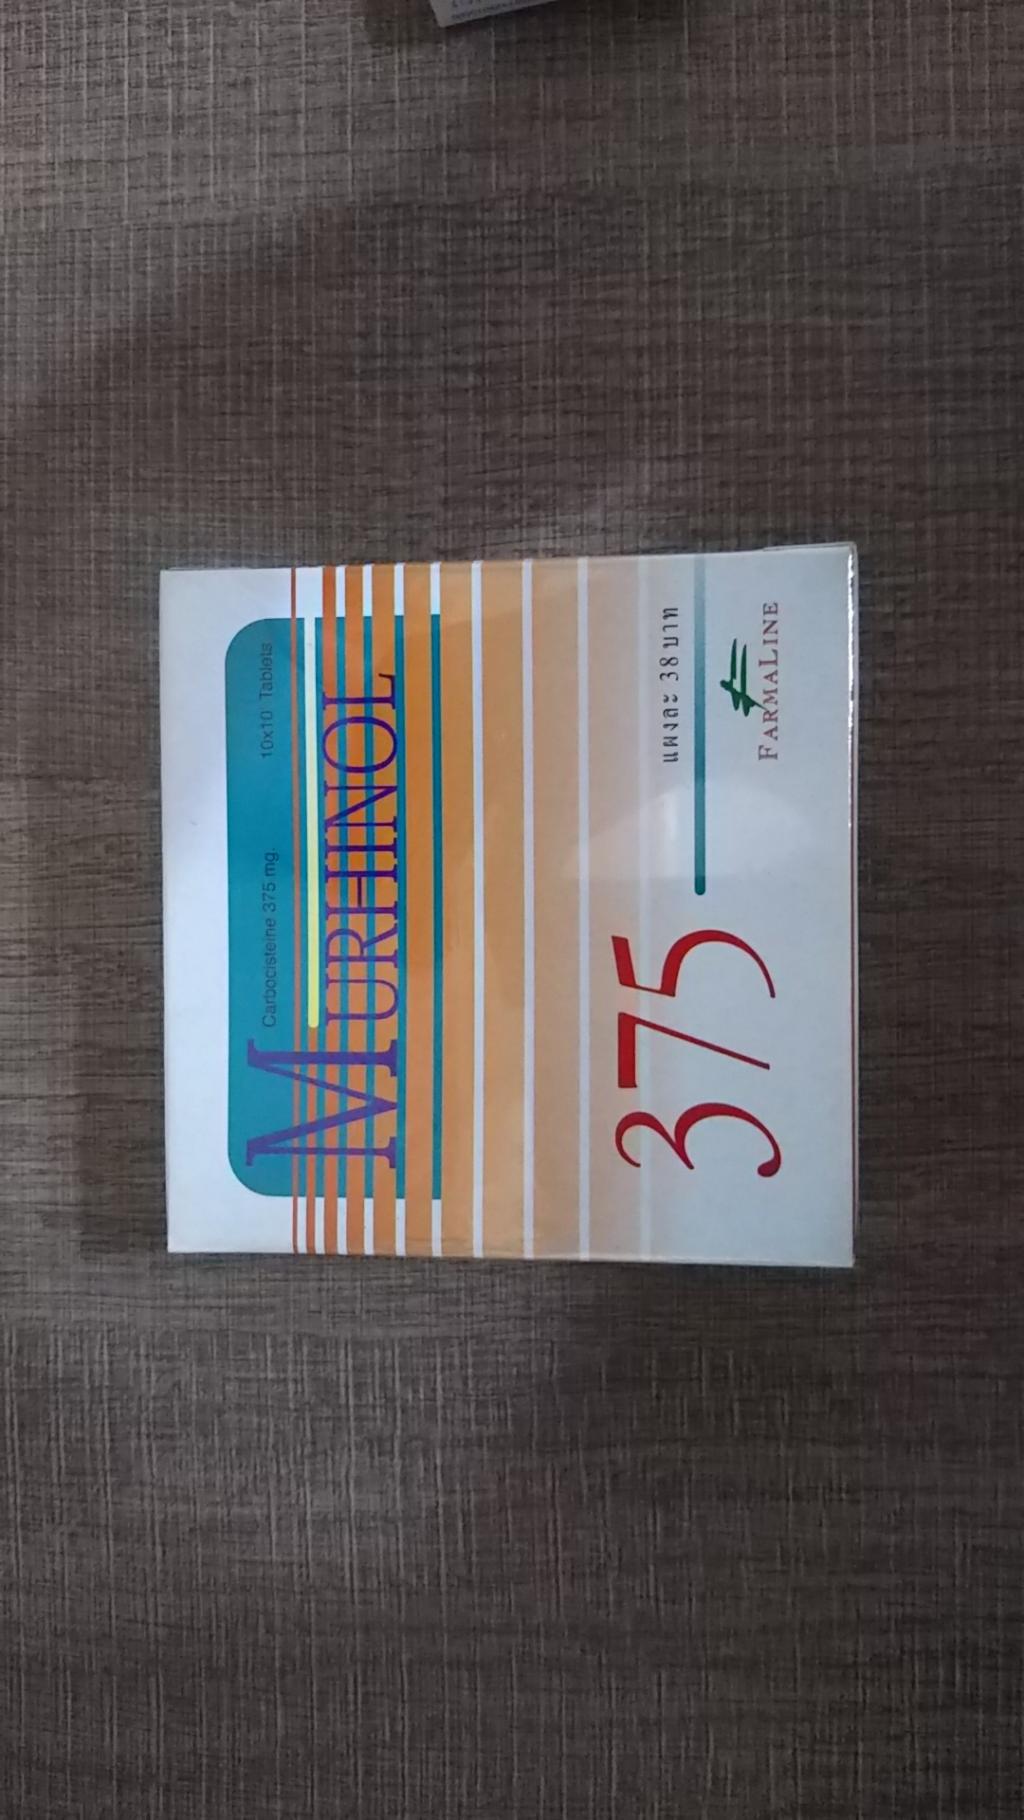 Carbocisteine 375 mg. 10x10 Tablets
MURHINOL
375
แผงละ 38 บาท
FARMALINE